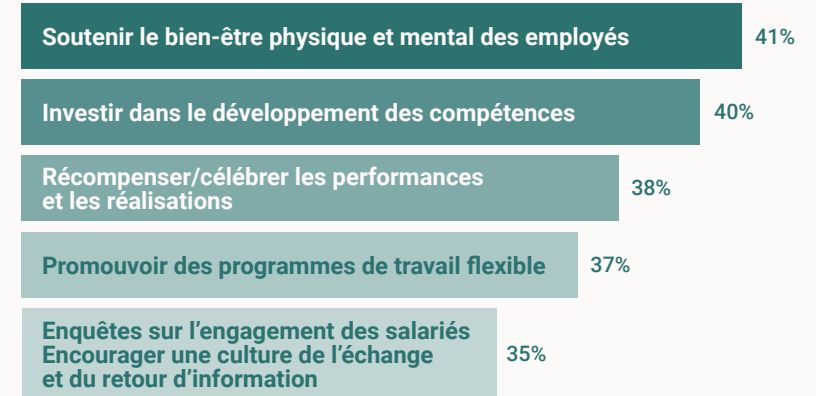 Soutenir le bien-être physique et mental des employés 41%
Investir dans le développement des compétences 40%
Récompenser/célébrer les performances
et les réalisations
38%
Promouvoir des programmes de travail flexible 37%
Enquêtes sur l’engagement des salariés
Encourager une culture de l’échange
et du retour d’information
35%